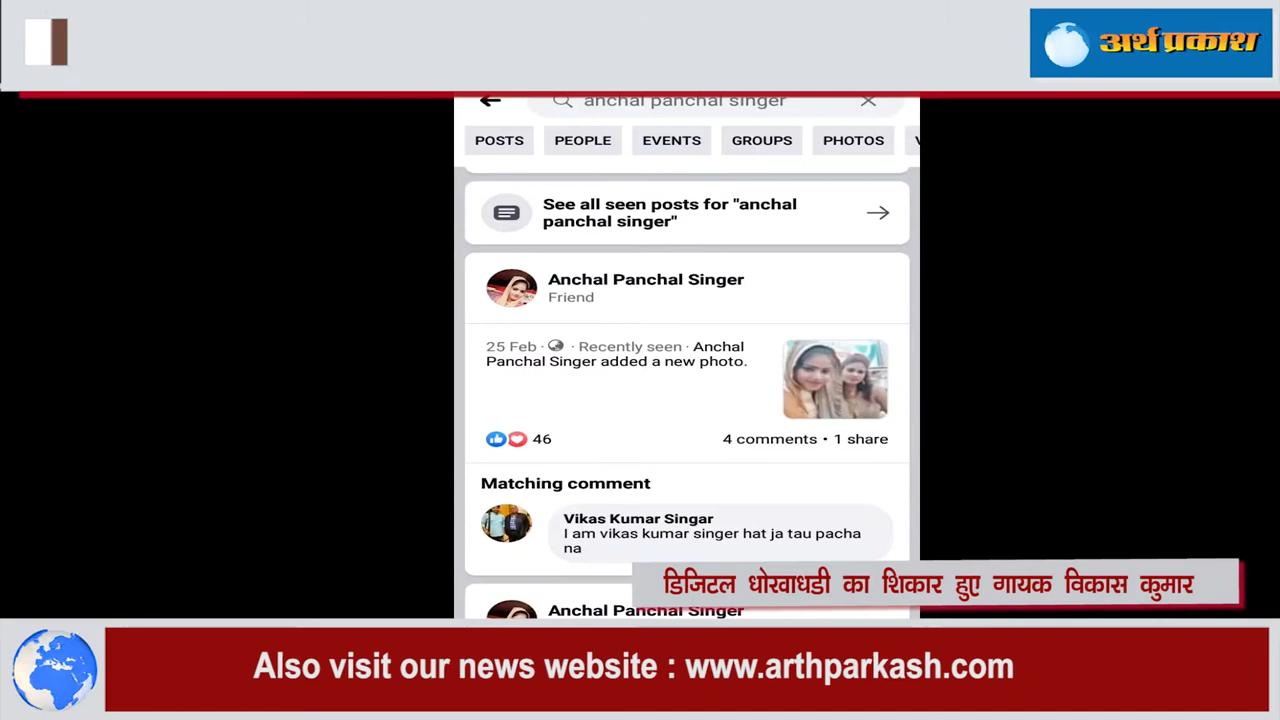 अर्थ प्रकाश
anchal panchal singer
POSTS PEOPLE EVENTS GROUPS PHOTOS
See all seen posts for "anchal
panchal singer"
Anchal Panchal Singer
Friend
25 Feb · Recently seen · Anchal
Panchal Singer added a new photo.
46 4 comments • 1 share
Matching comment
Vikas Kumar Singar
I am vikas kumar singer hat ja tau pacha
na
डिजिटल धोखाधडी का शिकार हुए गायक विकास कुमार
Anchal Panchal Singer
Also visit our news website : www.arthparkash.com